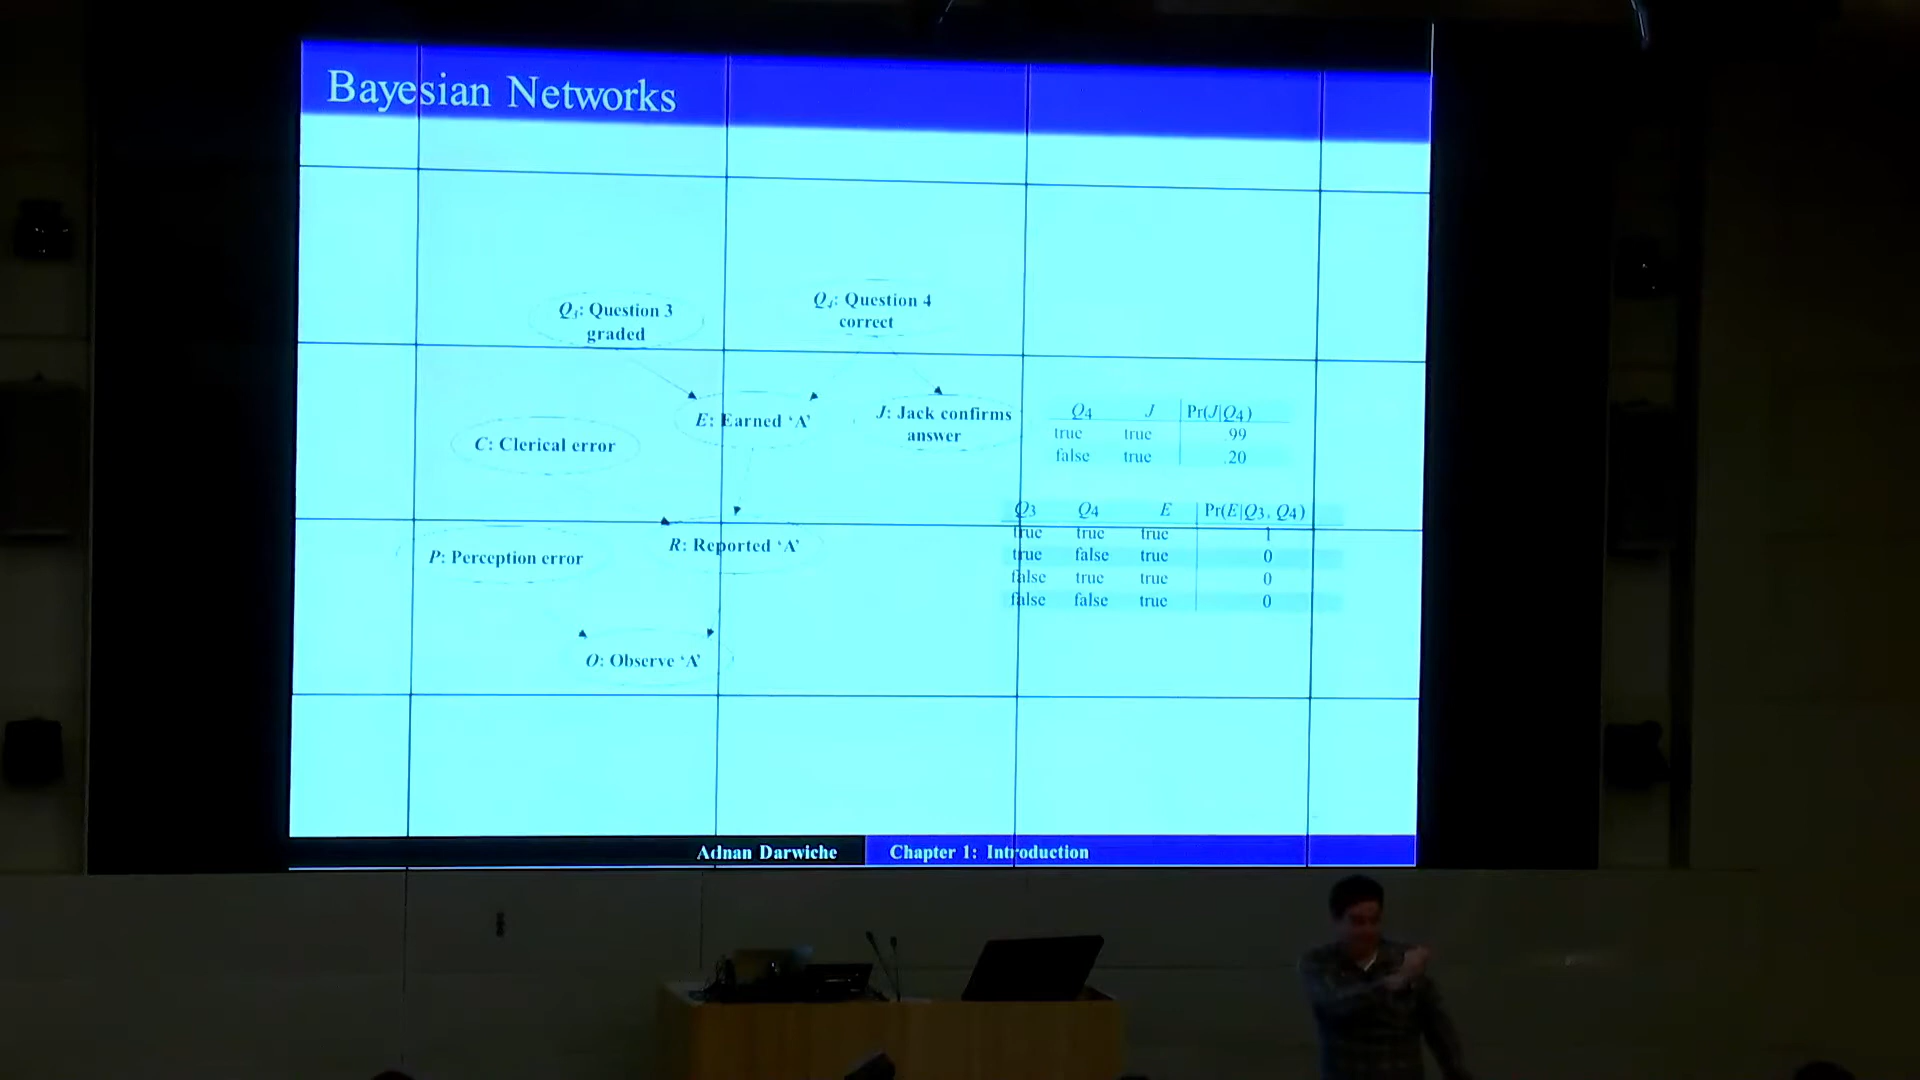 Bayesian Networks
Q3: Question 3
graded
Q4: Question 4
correct
E: Earned ‘A’
J: Jack confirms
answer
C: Clerical error
R: Reported ‘A’
P: Perception error
O: Observe ‘A’
Q4 J Pr(J|Q4)
true true .99
false true .20
Q3 Q4 E Pr(E|Q3, Q4)
true true true 1
true false true 0
false true true 0
false false true 0
Adnan Darwiche Chapter 1: Introduction